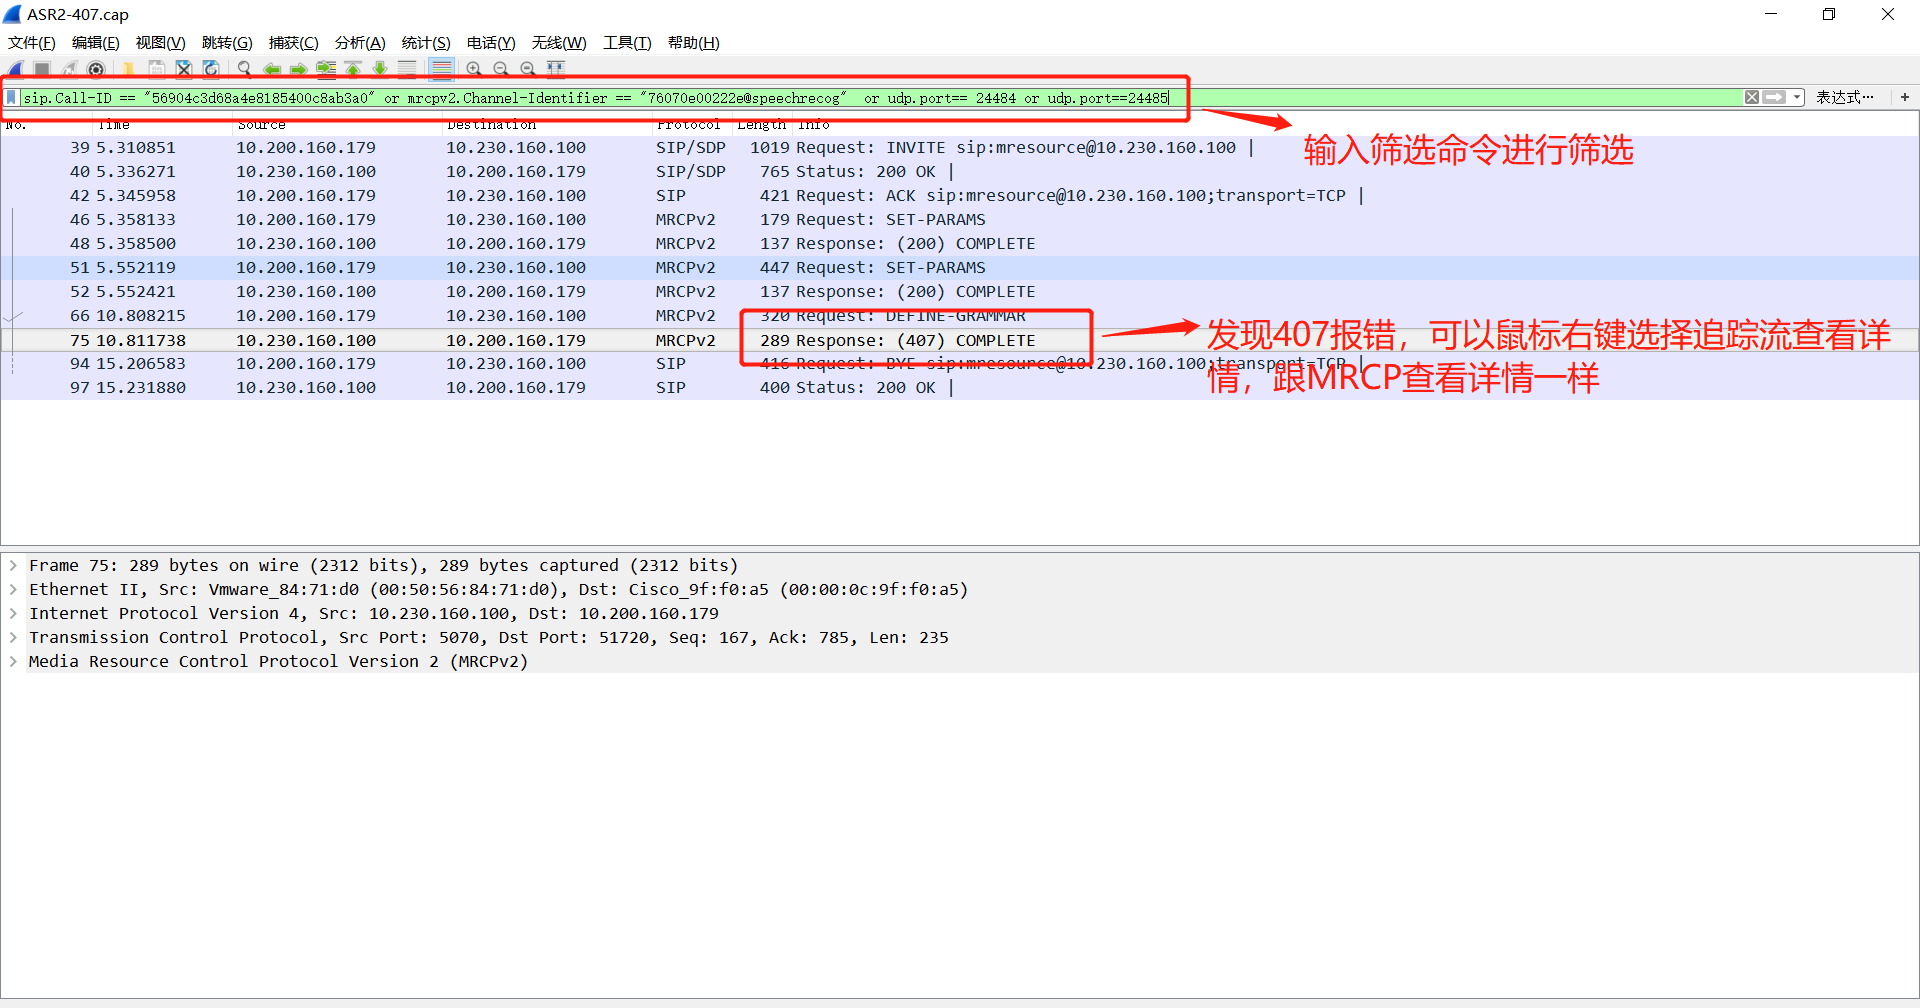 ASR2-407.cap
文件(F) 编辑(E) 视图(V) 跳转(G) 捕获(C) 分析(A) 统计(S) 电话(Y) 无线(W) 工具(T) 帮助(H)
sip.Call-ID == "56904c3d68a4e8185400c8ab3a0" or mrcpv2.Channel-Identifier == "76070e00222e@speechrecog" or udp.port== 24484 or udp.port==24485 表达式… +
No. Time Source Destination Protocol Length Info
39 5.310851 10.200.160.179 10.230.160.100 SIP/SDP 1019 Request: INVITE sip:mresource@10.230.160.100 |
输入筛选命令进行筛选
40 5.336271 10.230.160.100 10.200.160.179 SIP/SDP 765 Status: 200 OK |
42 5.345958 10.200.160.179 10.230.160.100 SIP 421 Request: ACK sip:mresource@10.230.160.100;transport=TCP |
46 5.358133 10.200.160.179 10.230.160.100 MRCPv2 179 Request: SET-PARAMS
48 5.358500 10.230.160.100 10.200.160.179 MRCPv2 137 Response: (200) COMPLETE
51 5.552119 10.200.160.179 10.230.160.100 MRCPv2 447 Request: SET-PARAMS
52 5.552421 10.230.160.100 10.200.160.179 MRCPv2 137 Response: (200) COMPLETE
66 10.808215 10.200.160.179 10.230.160.100 MRCPv2 320 Request: DEFINE-GRAMMAR
75 10.811738 10.230.160.100 10.200.160.179 MRCPv2 289 Response: (407) COMPLETE
发现407报错，可以鼠标右键选择追踪流查看详
情，跟MRCP查看详情一样
94 15.206583 10.200.160.179 10.230.160.100 SIP 416 Request: BYE sip:mresource@10.230.160.100;transport=TCP |
97 15.231880 10.230.160.100 10.200.160.179 SIP 400 Status: 200 OK |
Frame 75: 289 bytes on wire (2312 bits), 289 bytes captured (2312 bits)
Ethernet II, Src: Vmware_84:71:d0 (00:50:56:84:71:d0), Dst: Cisco_9f:f0:a5 (00:00:0c:9f:f0:a5)
Internet Protocol Version 4, Src: 10.230.160.100, Dst: 10.200.160.179
Transmission Control Protocol, Src Port: 5070, Dst Port: 51720, Seq: 167, Ack: 785, Len: 235
Media Resource Control Protocol Version 2 (MRCPv2)